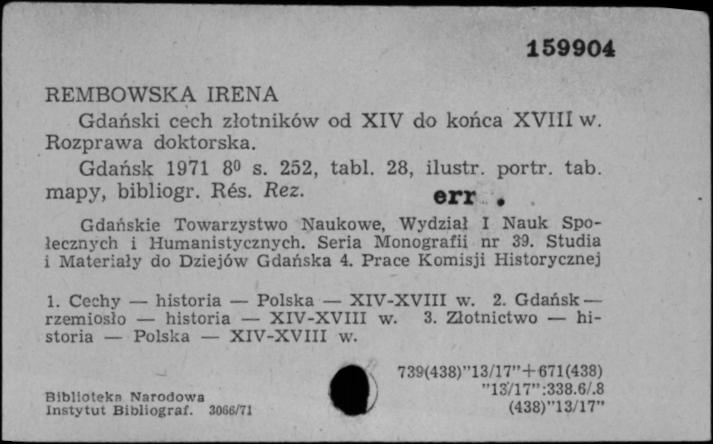 159904
REMBOWSKA IRENA
Gdański cech złotników od XIV do końca XVIII w.
Rozprawa doktorska.
Gdańsk 1971 8⁰ s. 252, tabl. 28, ilustr. portr. tab.
mapy, bibliogr. Rés. Rez.
err .
Gdańskie Towarzystwo Naukowe, Wydział I Nauk Spo-
łecznych i Humanistycznych. Seria Monografii nr 39. Studia
i Materiały do Dziejów Gdańska 4. Prace Komisji Historycznej
1. Cechy — historia — Polska — XIV-XVIII w. 2. Gdańsk —
rzemiosło — historia — XIV-XVIII w. 3. Złotnictwo — hi-
storia — Polska — XIV-XVIII w.
739(438)"13/17"+671(438)
"13/17":338.6/.8
(438)"13/17"
Biblioteka Narodowa
Instytut Bibliograf. 3066/71